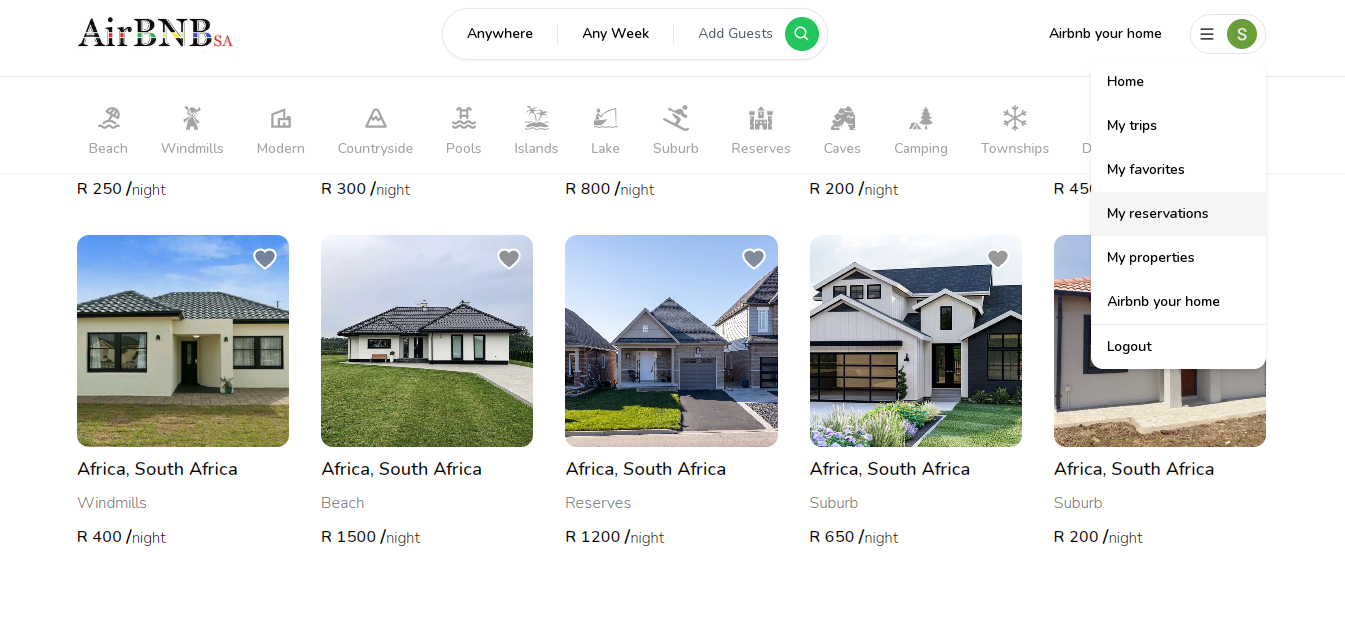 AirBNBSA
Anywhere
Any Week
Add Guests
Airbnb your home
S
Home
My trips
My favorites
My reservations
My properties
Airbnb your home
Logout
Beach
Windmills
Modern
Countryside
Pools
Islands
Lake
Suburb
Reserves
Caves
Camping
Townships
D
R 250 /night
R 300 /night
R 800 /night
R 200 /night
R 450
Africa, South Africa
Windmills
R 400 /night
Africa, South Africa
Beach
R 1500 /night
Africa, South Africa
Reserves
R 1200 /night
Africa, South Africa
Suburb
R 650 /night
Africa, South Africa
Suburb
R 200 /night